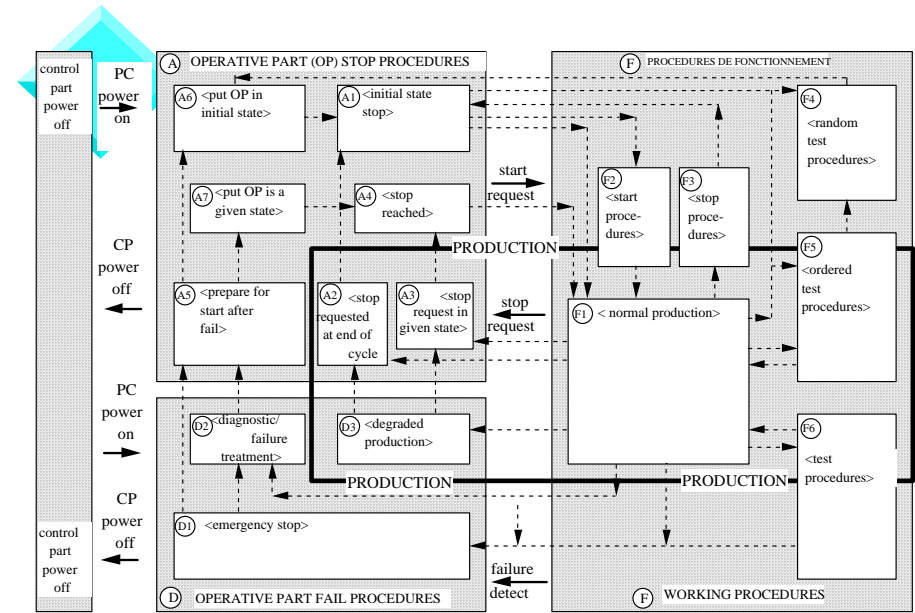 control
part
power
off
PC
power
on
CP
power
off
PC
power
on
CP
power
off
control
part
power
off
A OPERATIVE PART (OP) STOP PROCEDURES
A6 <put OP in
initial state>
A1 <initial state
stop>
A7 <put OP is a
given state>
A4 <stop
reached>
A5 <prepare for
start after
fail>
A2 <stop
requested
at end of
cycle
A3 <stop
request in
given state>
D2 <diagnostic/
failure
treatment>
D3 <degraded
production>
D1 <emergency stop>
D OPERATIVE PART FAIL PROCEDURES
start
request
stop
request
failure
detect
PRODUCTION
PRODUCTION
PRODUCTION
F PROCEDURES DE FONCTIONNEMENT
F4
<random
test
procedures>
F2
<start
proce-
dures>
F3
<stop
proce-
dures>
F5
<ordered
test
procedures>
F1 < normal production>
F6
<test
procedures>
F WORKING PROCEDURES